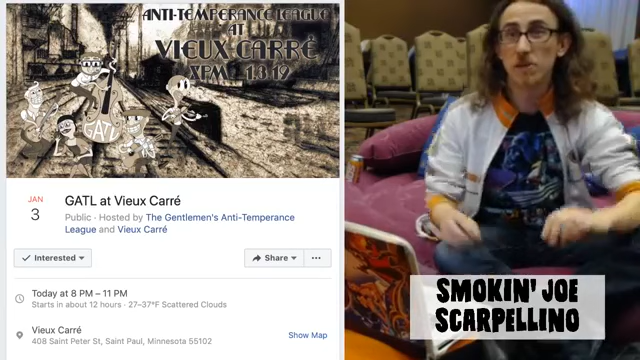 ANTI-TEMPERANCE LEAGUE
AT
VIEUX CARRÉ
8PM 1.3.19
GATL
JAN
3
GATL at Vieux Carré
Public · Hosted by The Gentlemen's Anti-Temperance
League and Vieux Carré
Interested
Share
Today at 8 PM – 11 PM
Starts in about 12 hours · 27–37°F Scattered Clouds
Vieux Carré
408 Saint Peter St, Saint Paul, Minnesota 55102
Show Map
SMOKIN' JOE
SCARPELLINO